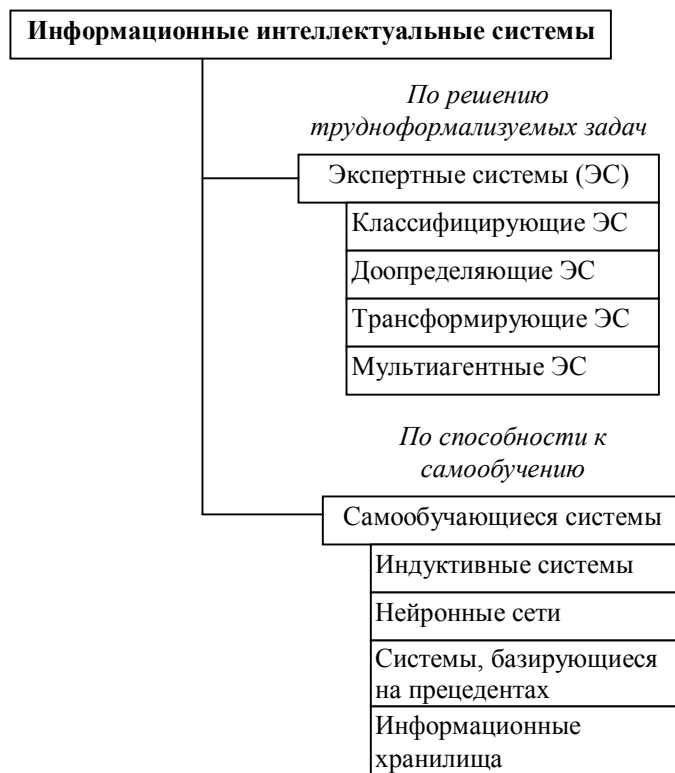 Информационные интеллектуальные системы
По решению
трудноформализуемых задач
Экспертные системы (ЭС)
Классифицирующие ЭС
Доопределяющие ЭС
Трансформирующие ЭС
Мультиагентные ЭС
По способности к
самообучению
Самообучающиеся системы
Индуктивные системы
Нейронные сети
Системы, базирующиеся
на прецедентах
Информационные
хранилища